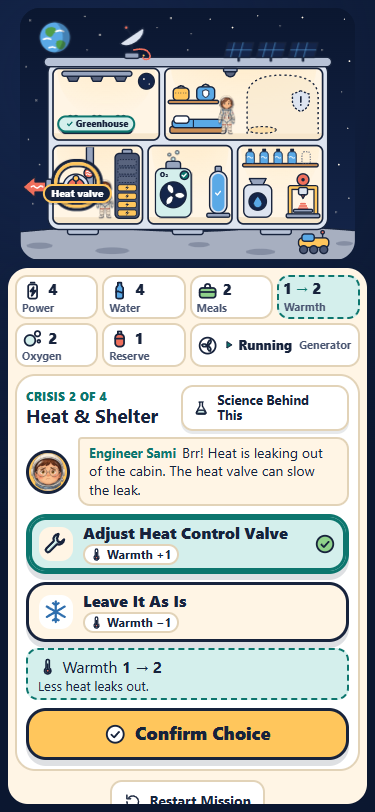 Greenhouse
Heat valve
O₂
4
Power
4
Water
2
Meals
1 → 2
Warmth
2
Oxygen
1
Reserve
Running Generator
CRISIS 2 OF 4
Heat & Shelter
Science Behind
This
Engineer Sami Brr! Heat is leaking out
of the cabin. The heat valve can slow
the leak.
Adjust Heat Control Valve
Warmth +1
Leave It As Is
Warmth −1
Warmth 1 → 2
Less heat leaks out.
Confirm Choice
Restart Mission